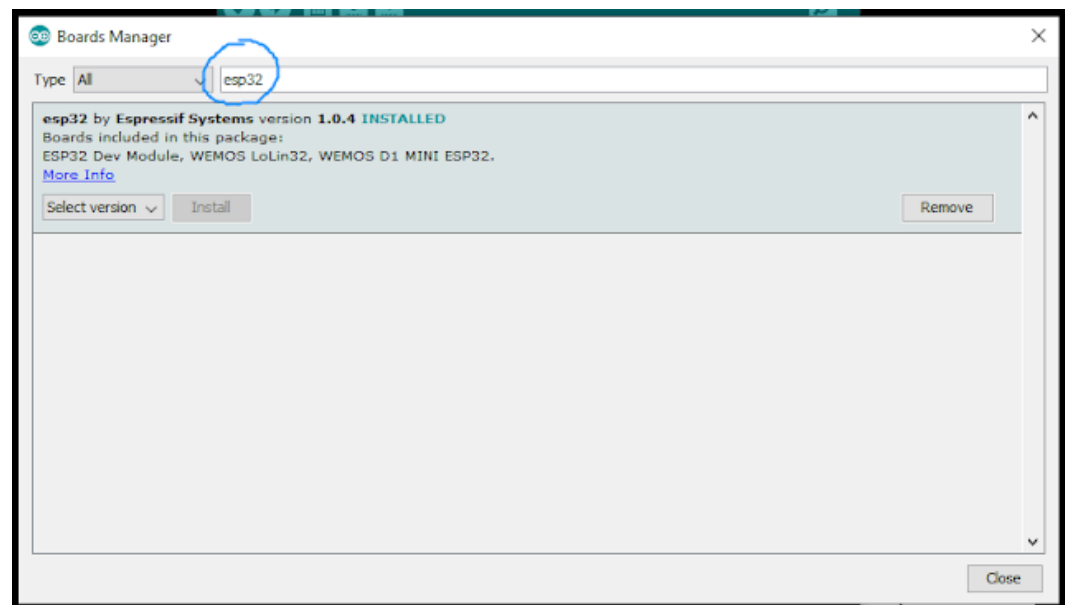 Boards Manager
Type All esp32
esp32 by Espressif Systems version 1.0.4 INSTALLED
Boards included in this package:
ESP32 Dev Module, WEMOS LoLin32, WEMOS D1 MINI ESP32.
More Info
Select version Install Remove
Close